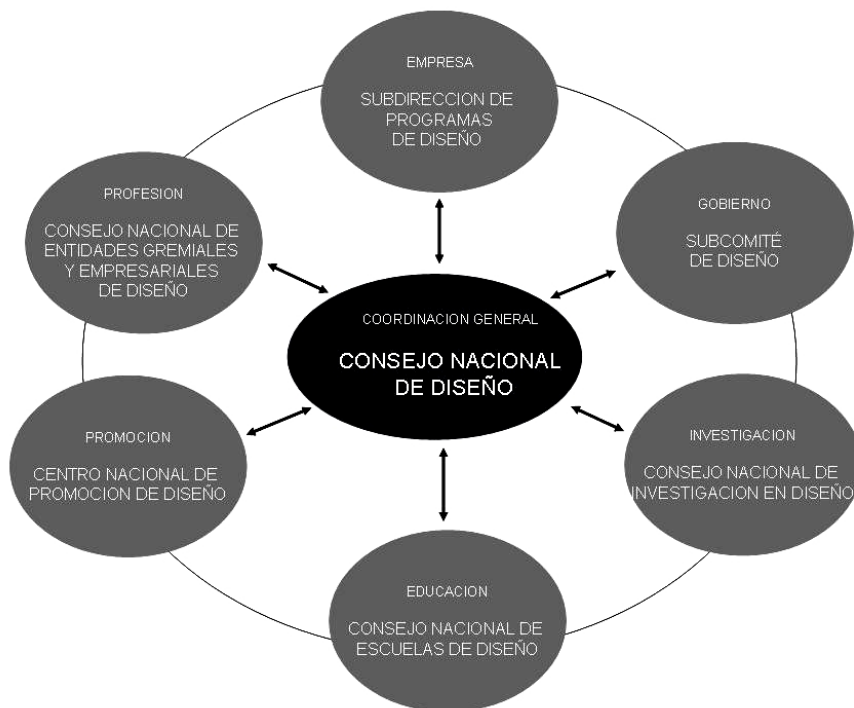 EMPRESA
SUBDIRECCION DE
PROGRAMAS
DE DISEÑO
PROFESION
CONSEJO NACIONAL DE
ENTIDADES GREMIALES
Y EMPRESARIALES
DE DISEÑO
GOBIERNO
SUBCOMITÉ
DE DISEÑO
COORDINACION GENERAL
CONSEJO NACIONAL
DE DISEÑO
PROMOCION
CENTRO NACIONAL DE
PROMOCION DE DISEÑO
INVESTIGACION
CONSEJO NACIONAL DE
INVESTIGACION EN DISEÑO
EDUCACION
CONSEJO NACIONAL DE
ESCUELAS DE DISEÑO